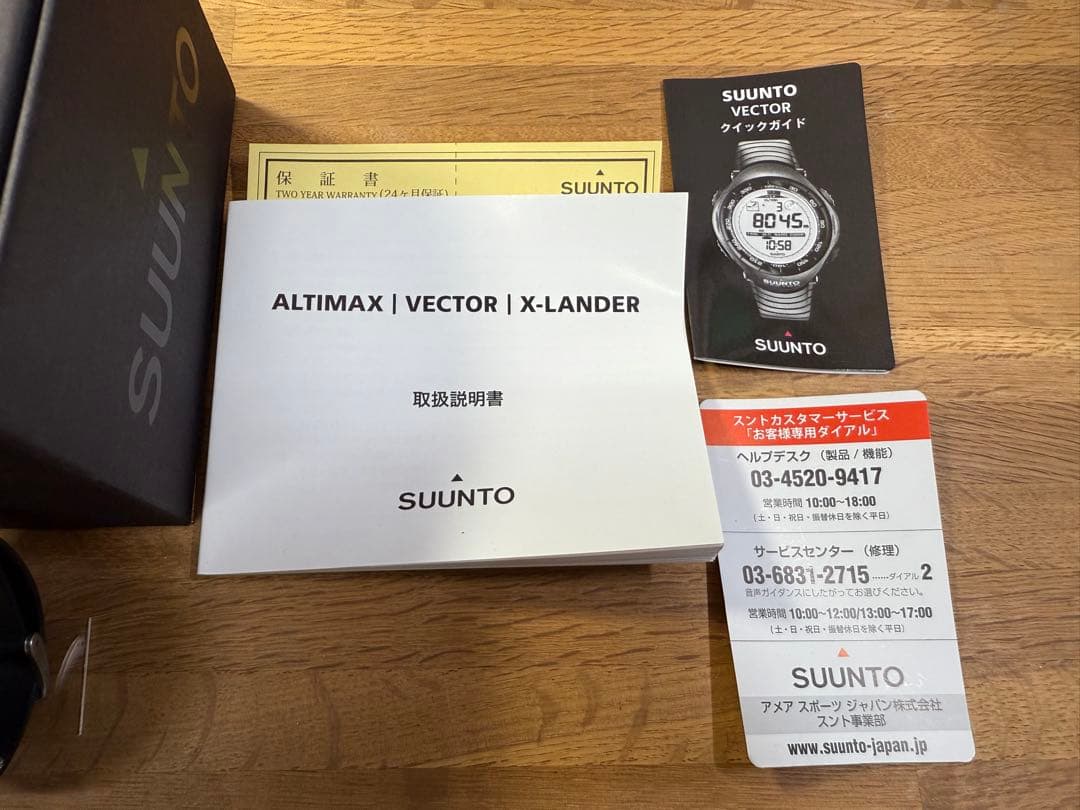 SUUNTO
保 証 書
TWO YEAR WARRANTY (24ヶ月保証)
SUUNTO
ALTIMAX | VECTOR | X-LANDER
取扱説明書
SUUNTO
SUUNTO
VECTOR
クイックガイド
3
8045
10:58
SUUNTO
SUUNTO
スントカスタマーサービス
「お客様専用ダイアル」
ヘルプデスク（製品 / 機能）
03-4520-9417
営業時間 10:00〜18:00
（土・日・祝日・振替休日を除く平日）
サービスセンター（修理）
03-6831-2715 ......ダイアル 2
音声ガイダンスにしたがってお選びください。
営業時間 10:00〜12:00/13:00〜17:00
（土・日・祝日・振替休日を除く平日）
SUUNTO
アメア スポーツ ジャパン株式会社
スント事業部
www.suunto-japan.jp